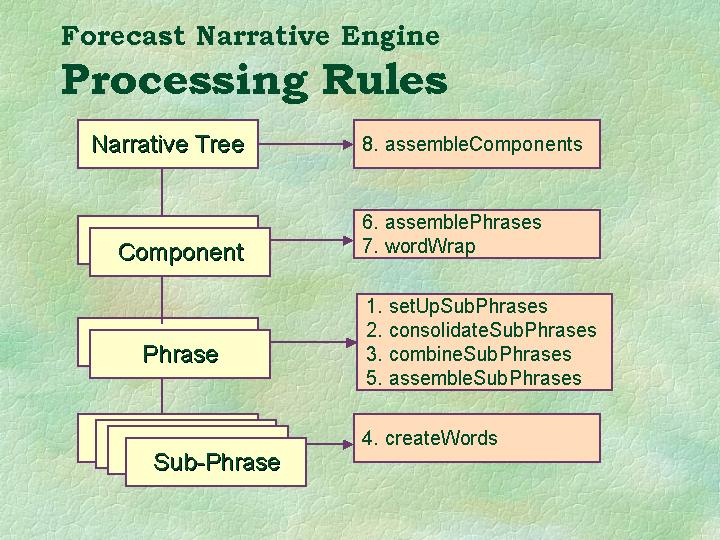 Forecast Narrative Engine
Processing Rules
Narrative Tree
8. assembleComponents
Component
6. assemblePhrases
7. wordWrap
Phrase
1. setUpSubPhrases
2. consolidateSubPhrases
3. combineSubPhrases
5. assembleSubPhrases
Sub-Phrase
4. createWords